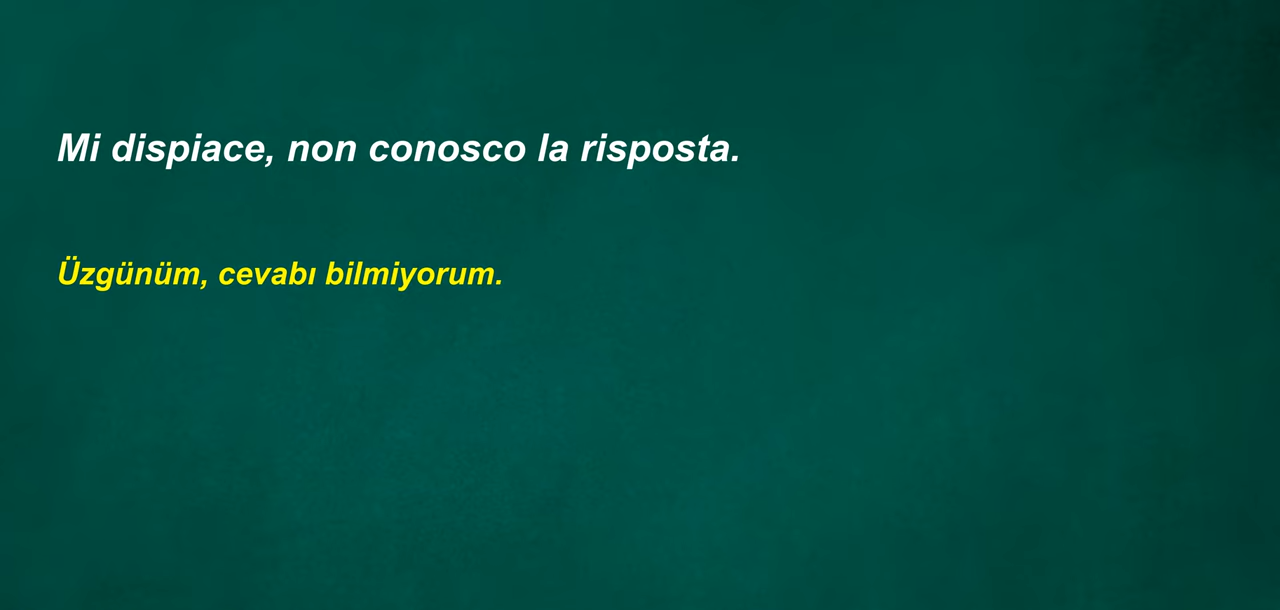 Mi dispiace, non conosco la risposta.
Üzgünüm, cevabı bilmiyorum.